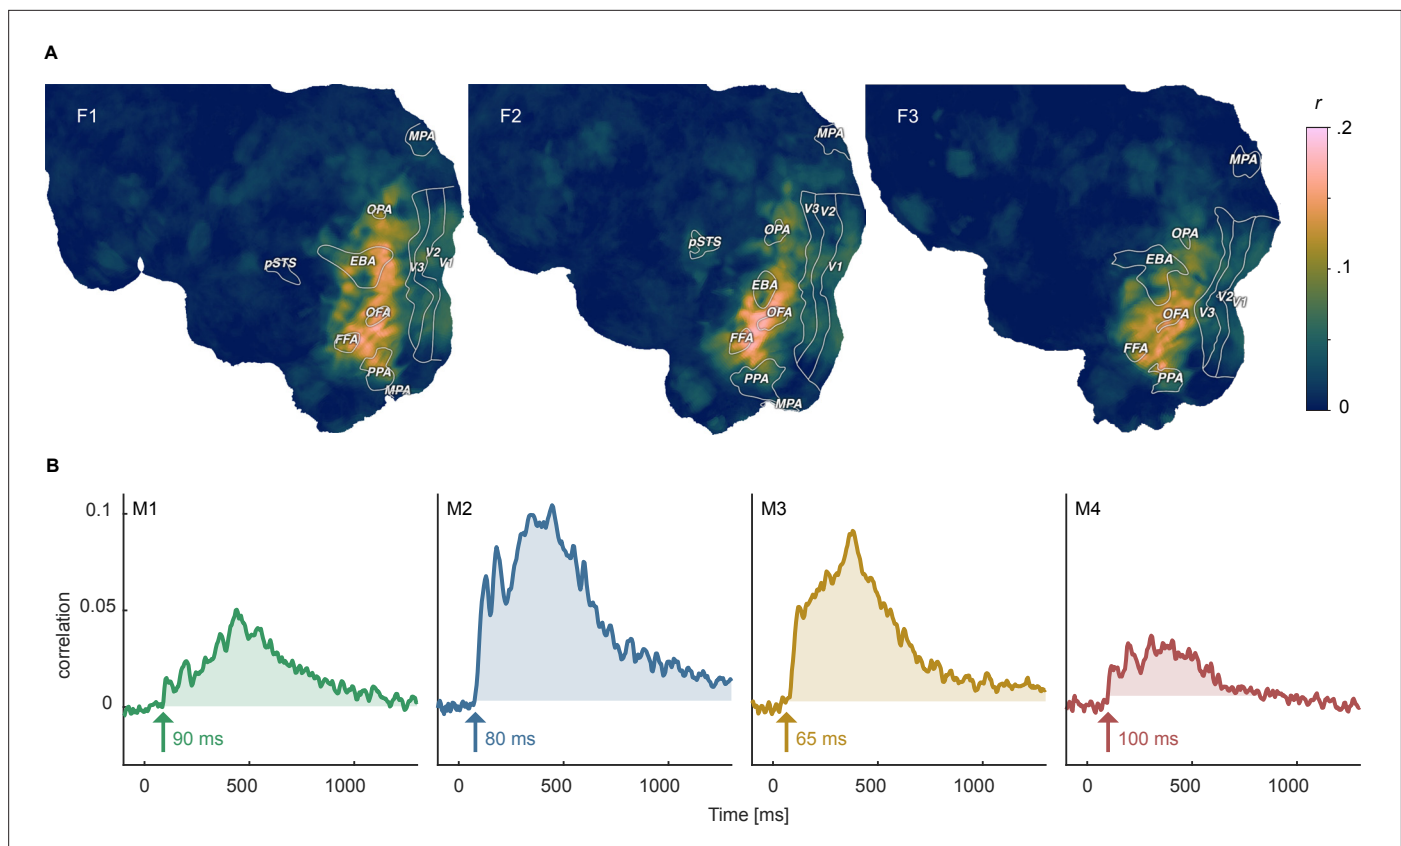 A
F1
MPA
OPA
pSTS
EBA
V2
V3
V1
OFA
FFA
PPA
MPA
F2
MPA
V3 V2
OPA
pSTS
V1
EBA
OFA
FFA
PPA
MPA
F3
MPA
OPA
EBA
V2
V1
V3
OFA
FFA
PPA
r
.2
.1
0
B
correlation
0.1
0.05
0
M1
90 ms
0 500 1000
M2
80 ms
0 500 1000
M3
65 ms
0 500 1000
M4
100 ms
0 500 1000
Time [ms]